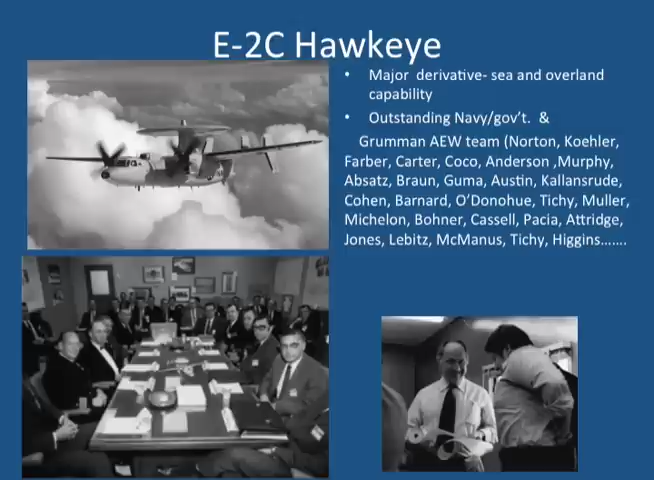 E-2C Hawkeye
• Major derivative- sea and overland
capability
• Outstanding Navy/gov't. &
Grumman AEW team (Norton, Koehler,
Farber, Carter, Coco, Anderson ,Murphy,
Absatz, Braun, Guma, Austin, Kallansrude,
Cohen, Barnard, O'Donohue, Tichy, Muller,
Michelon, Bohner, Cassell, Pacia, Attridge,
Jones, Lebitz, McManus, Tichy, Higgins.......